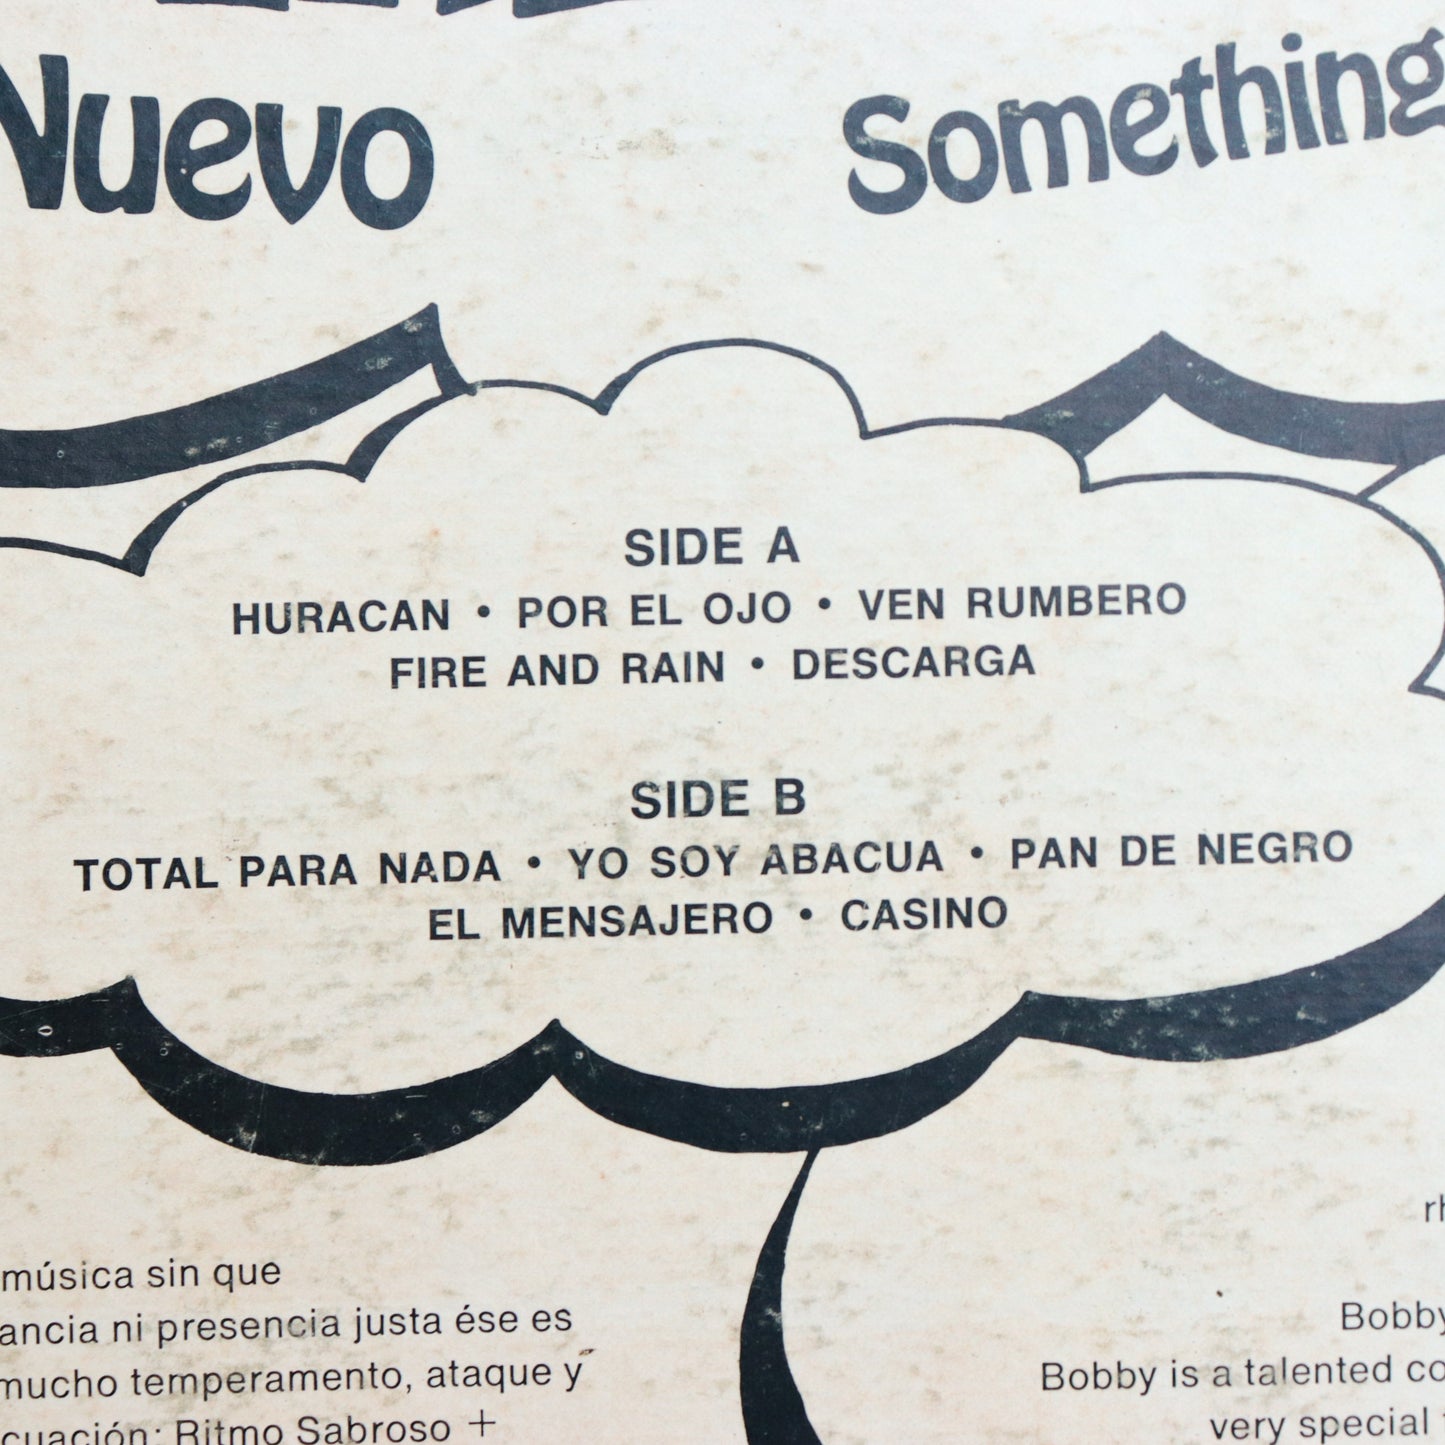 Nuevo
Something
SIDE A
HURACAN • POR EL OJO • VEN RUMBERO
FIRE AND RAIN • DESCARGA
SIDE B
TOTAL PARA NADA • YO SOY ABACUA • PAN DE NEGRO
EL MENSAJERO • CASINO
música sin que
ancia ni presencia justa ése es
mucho temperamento, ataque y
cuación: Ritmo Sabroso +
rh
Bobby
Bobby is a talented co
very special